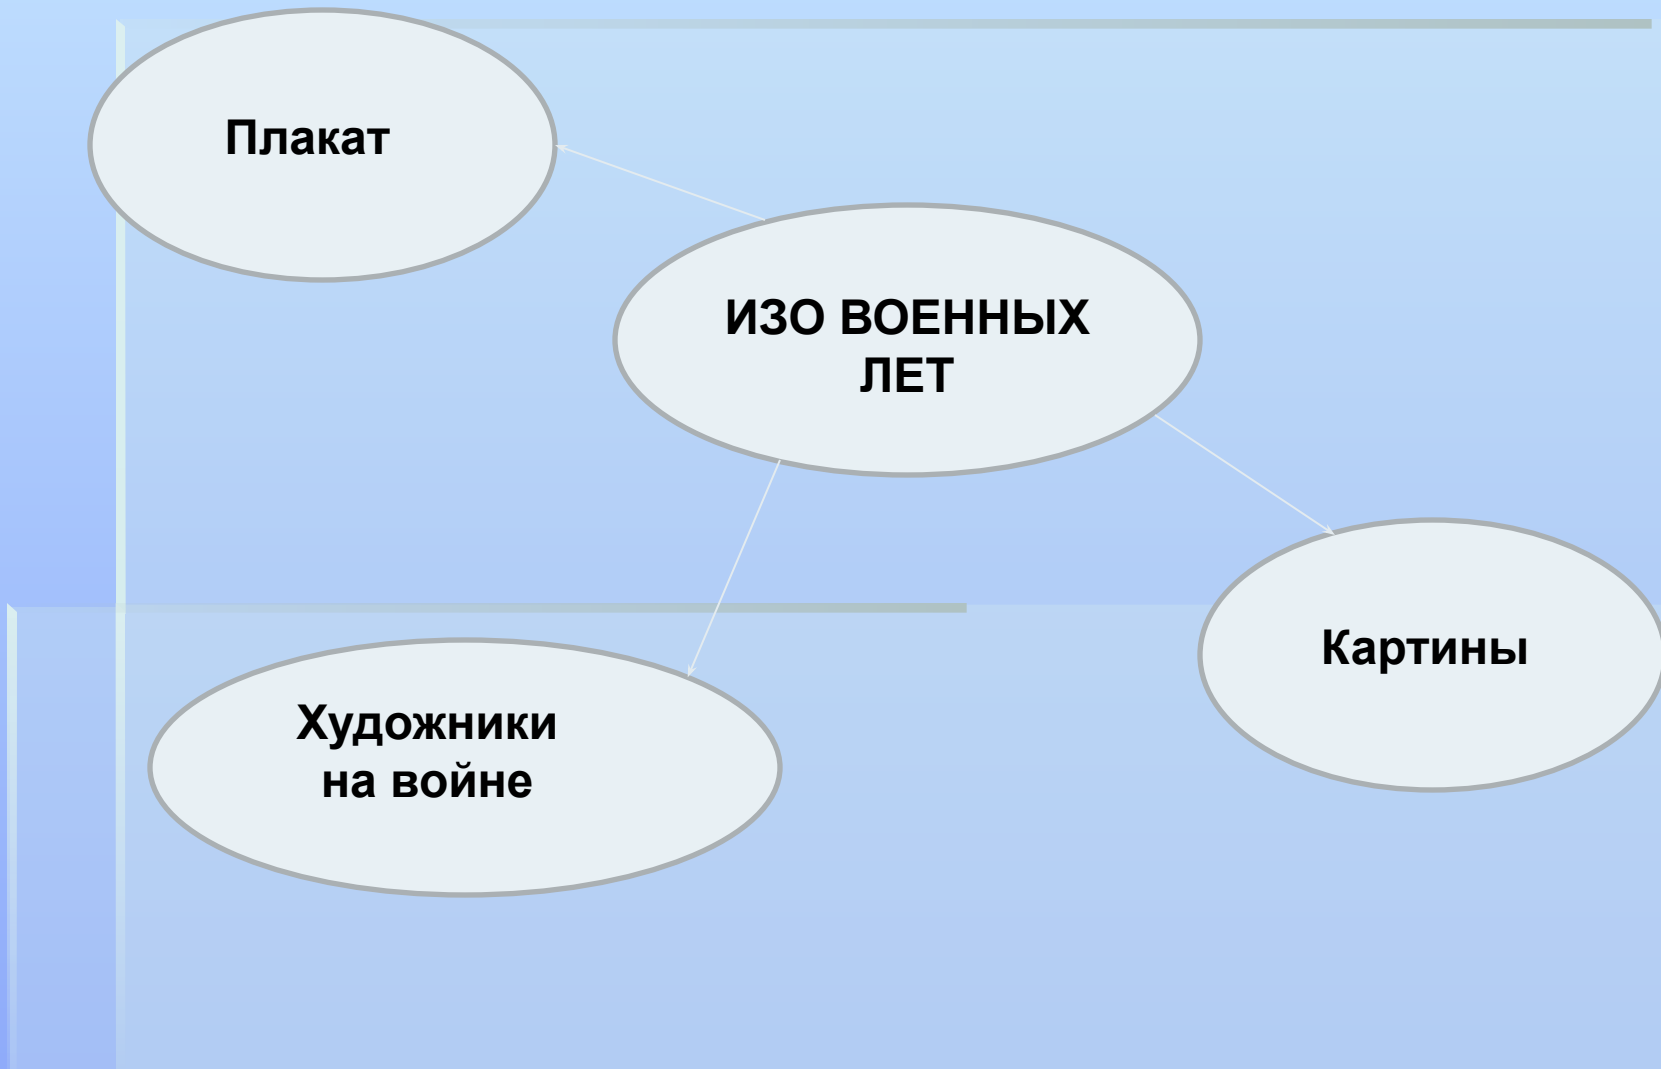 Плакат
ИЗО ВОЕННЫХ
ЛЕТ
Картины
Художники
на войне